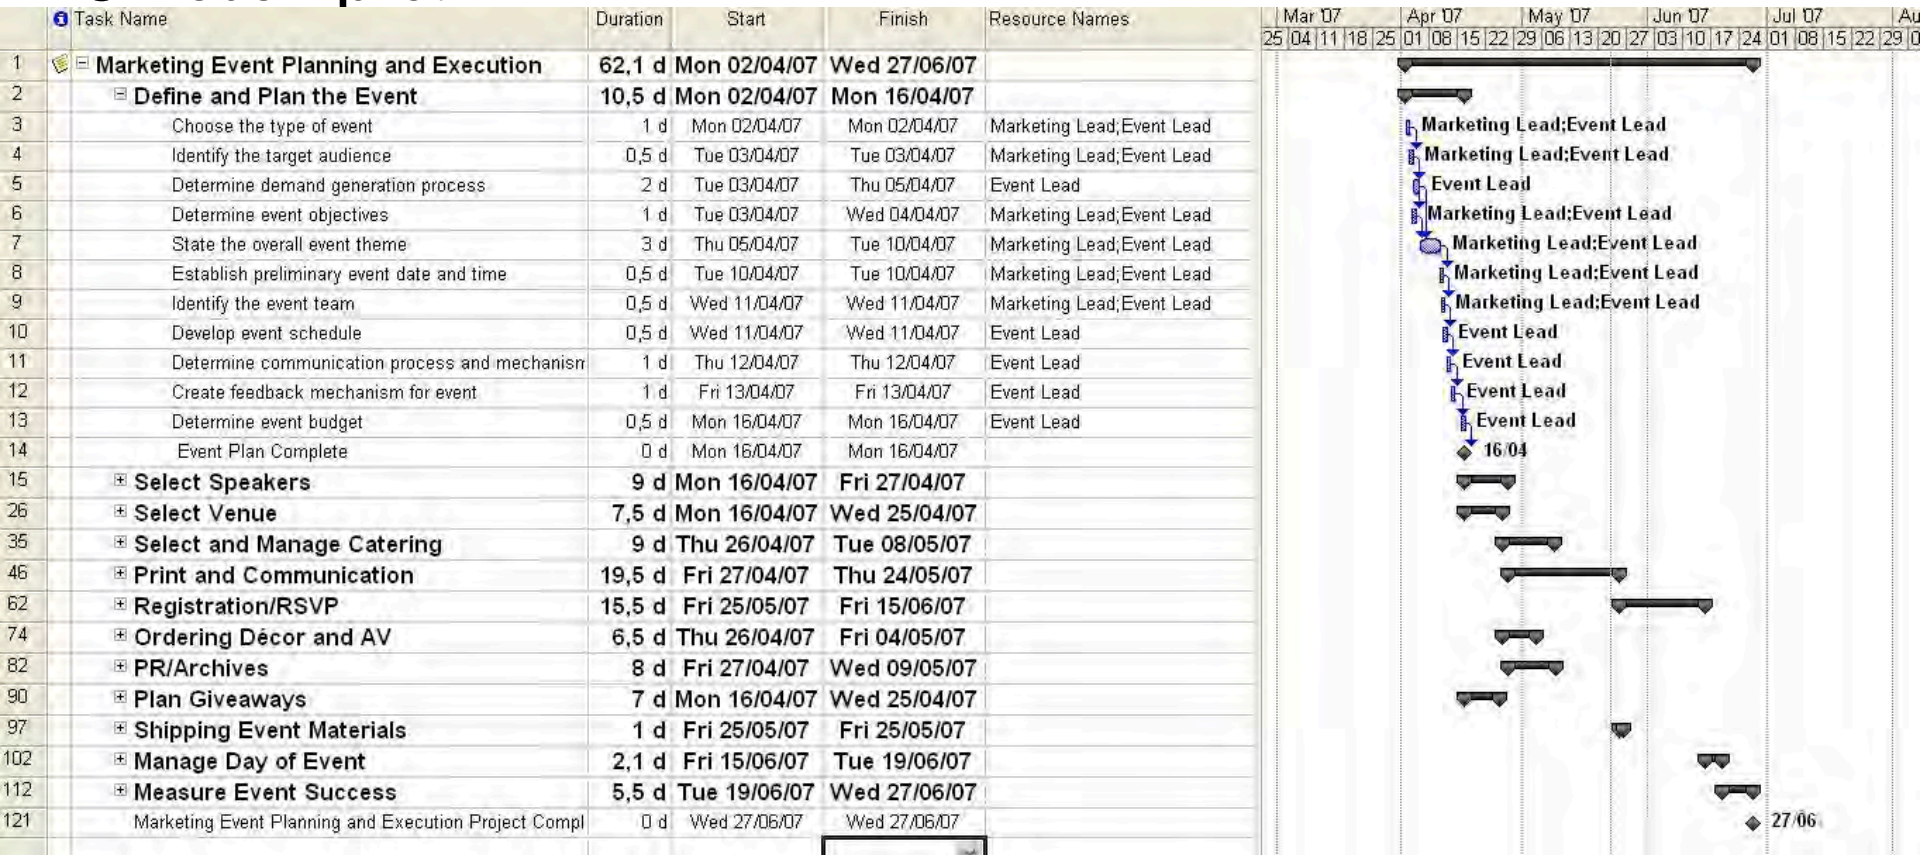 Task Name Duration Start Finish Resource Names Mar '07 Apr '07 May '07 Jun '07 Jul '07 Au
25 04 11 18 25 01 08 15 22 29 06 13 20 27 03 10 17 24 01 08 15 22 29 0
1 Marketing Event Planning and Execution 62,1 d Mon 02/04/07 Wed 27/06/07
2 Define and Plan the Event 10,5 d Mon 02/04/07 Mon 16/04/07
3 Choose the type of event 1 d Mon 02/04/07 Mon 02/04/07 Marketing Lead;Event Lead Marketing Lead;Event Lead
4 Identify the target audience 0,5 d Tue 03/04/07 Tue 03/04/07 Marketing Lead;Event Lead Marketing Lead;Event Lead
5 Determine demand generation process 2 d Tue 03/04/07 Thu 05/04/07 Event Lead Event Lead
6 Determine event objectives 1 d Tue 03/04/07 Wed 04/04/07 Marketing Lead;Event Lead Marketing Lead;Event Lead
7 State the overall event theme 3 d Thu 05/04/07 Tue 10/04/07 Marketing Lead;Event Lead Marketing Lead;Event Lead
8 Establish preliminary event date and time 0,5 d Tue 10/04/07 Tue 10/04/07 Marketing Lead;Event Lead Marketing Lead;Event Lead
9 Identify the event team 0,5 d Wed 11/04/07 Wed 11/04/07 Marketing Lead;Event Lead Marketing Lead;Event Lead
10 Develop event schedule 0,5 d Wed 11/04/07 Wed 11/04/07 Event Lead Event Lead
11 Determine communication process and mechanism 1 d Thu 12/04/07 Thu 12/04/07 Event Lead Event Lead
12 Create feedback mechanism for event 1 d Fri 13/04/07 Fri 13/04/07 Event Lead Event Lead
13 Determine event budget 0,5 d Mon 16/04/07 Mon 16/04/07 Event Lead Event Lead
14 Event Plan Complete 0 d Mon 16/04/07 Mon 16/04/07 16/04
15 Select Speakers 9 d Mon 16/04/07 Fri 27/04/07
26 Select Venue 7,5 d Mon 16/04/07 Wed 25/04/07
35 Select and Manage Catering 9 d Thu 26/04/07 Tue 08/05/07
46 Print and Communication 19,5 d Fri 27/04/07 Thu 24/05/07
62 Registration/RSVP 15,5 d Fri 25/05/07 Fri 15/06/07
74 Ordering Décor and AV 6,5 d Thu 26/04/07 Fri 04/05/07
82 PR/Archives 8 d Fri 27/04/07 Wed 09/05/07
90 Plan Giveaways 7 d Mon 16/04/07 Wed 25/04/07
97 Shipping Event Materials 1 d Fri 25/05/07 Fri 25/05/07
102 Manage Day of Event 2,1 d Fri 15/06/07 Tue 19/06/07
112 Measure Event Success 5,5 d Tue 19/06/07 Wed 27/06/07
121 Marketing Event Planning and Execution Project Compl 0 d Wed 27/06/07 Wed 27/06/07 27/06